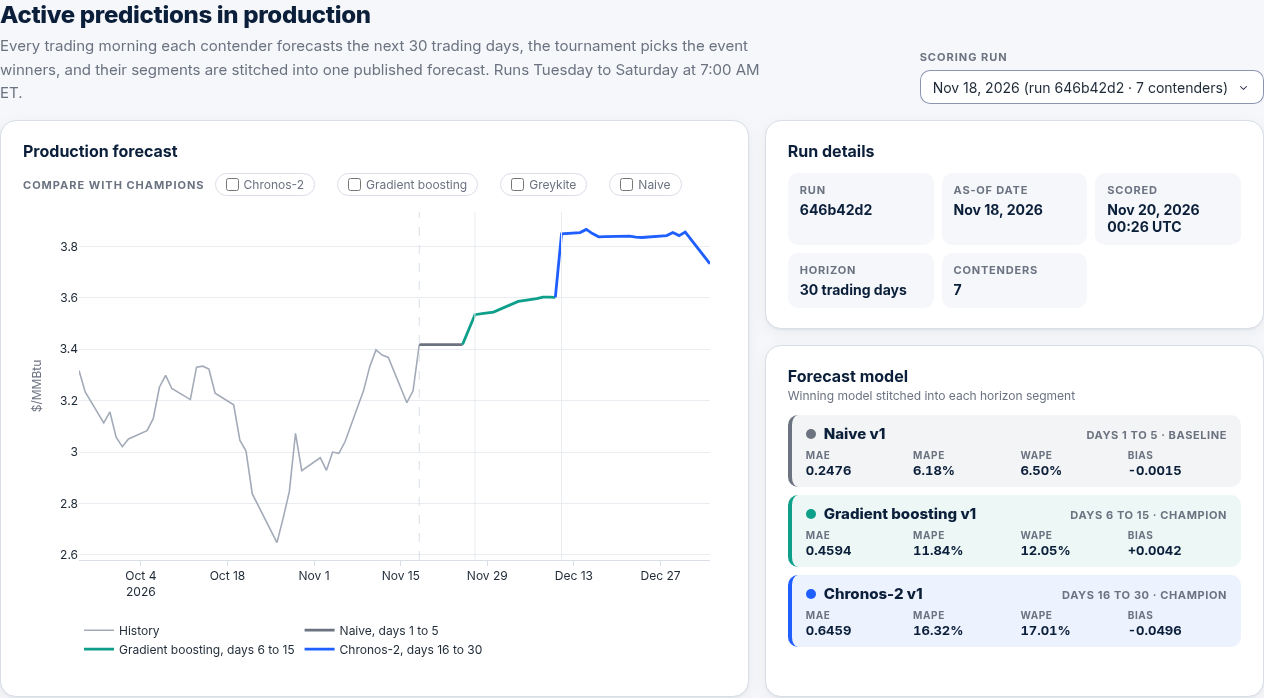 Active predictions in production
Every trading morning each contender forecasts the next 30 trading days, the tournament picks the event
winners, and their segments are stitched into one published forecast. Runs Tuesday to Saturday at 7:00 AM
ET.
SCORING RUN
Nov 18, 2026 (run 646b42d2 · 7 contenders)
Production forecast
COMPARE WITH CHAMPIONS
Chronos-2
Gradient boosting
Greykite
Naive
$/MMBtu
3.8
3.6
3.4
3.2
3
2.8
2.6
Oct 4
2026
Oct 18
Nov 1
Nov 15
Nov 29
Dec 13
Dec 27
History
Naive, days 1 to 5
Gradient boosting, days 6 to 15
Chronos-2, days 16 to 30
Run details
RUN
646b42d2
AS-OF DATE
Nov 18, 2026
SCORED
Nov 20, 2026
00:26 UTC
HORIZON
30 trading days
CONTENDERS
7
Forecast model
Winning model stitched into each horizon segment
Naive v1
DAYS 1 TO 5 · BASELINE
MAE MAPE WAPE BIAS
0.2476 6.18% 6.50% -0.0015
Gradient boosting v1
DAYS 6 TO 15 · CHAMPION
MAE MAPE WAPE BIAS
0.4594 11.84% 12.05% +0.0042
Chronos-2 v1
DAYS 16 TO 30 · CHAMPION
MAE MAPE WAPE BIAS
0.6459 16.32% 17.01% -0.0496